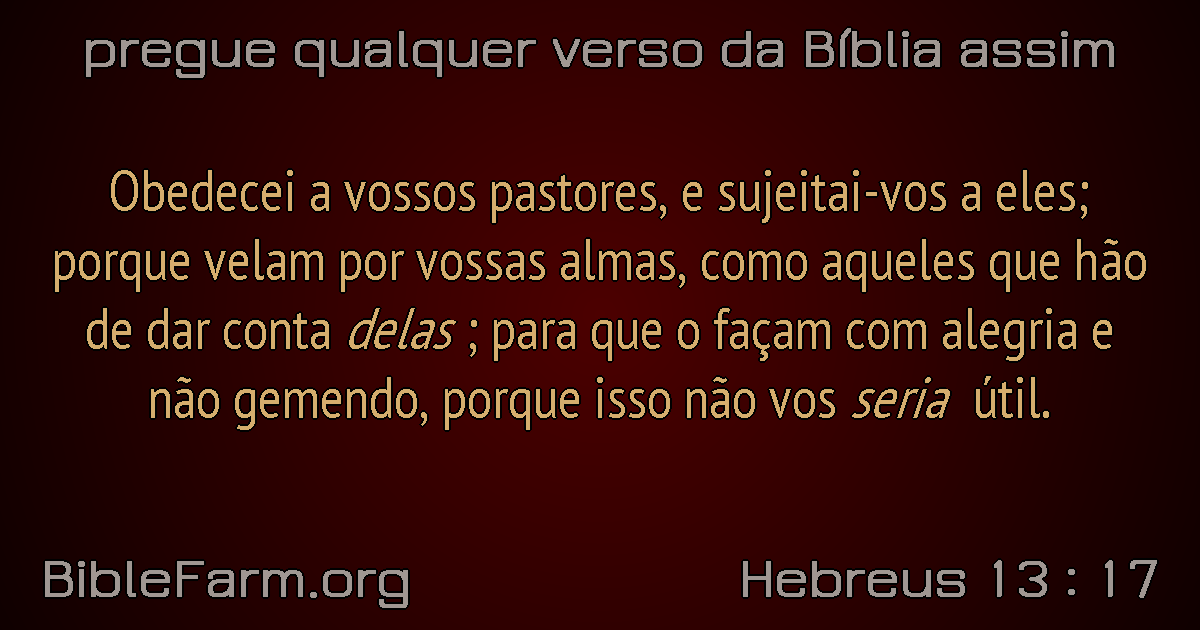 pregue qualquer verso da Bíblia assim
Obedecei a vossos pastores, e sujeitai-vos a eles;
porque velam por vossas almas, como aqueles que hão
de dar conta delas ; para que o façam com alegria e
não gemendo, porque isso não vos seria  útil.
BibleFarm.org
Hebreus 13 : 17